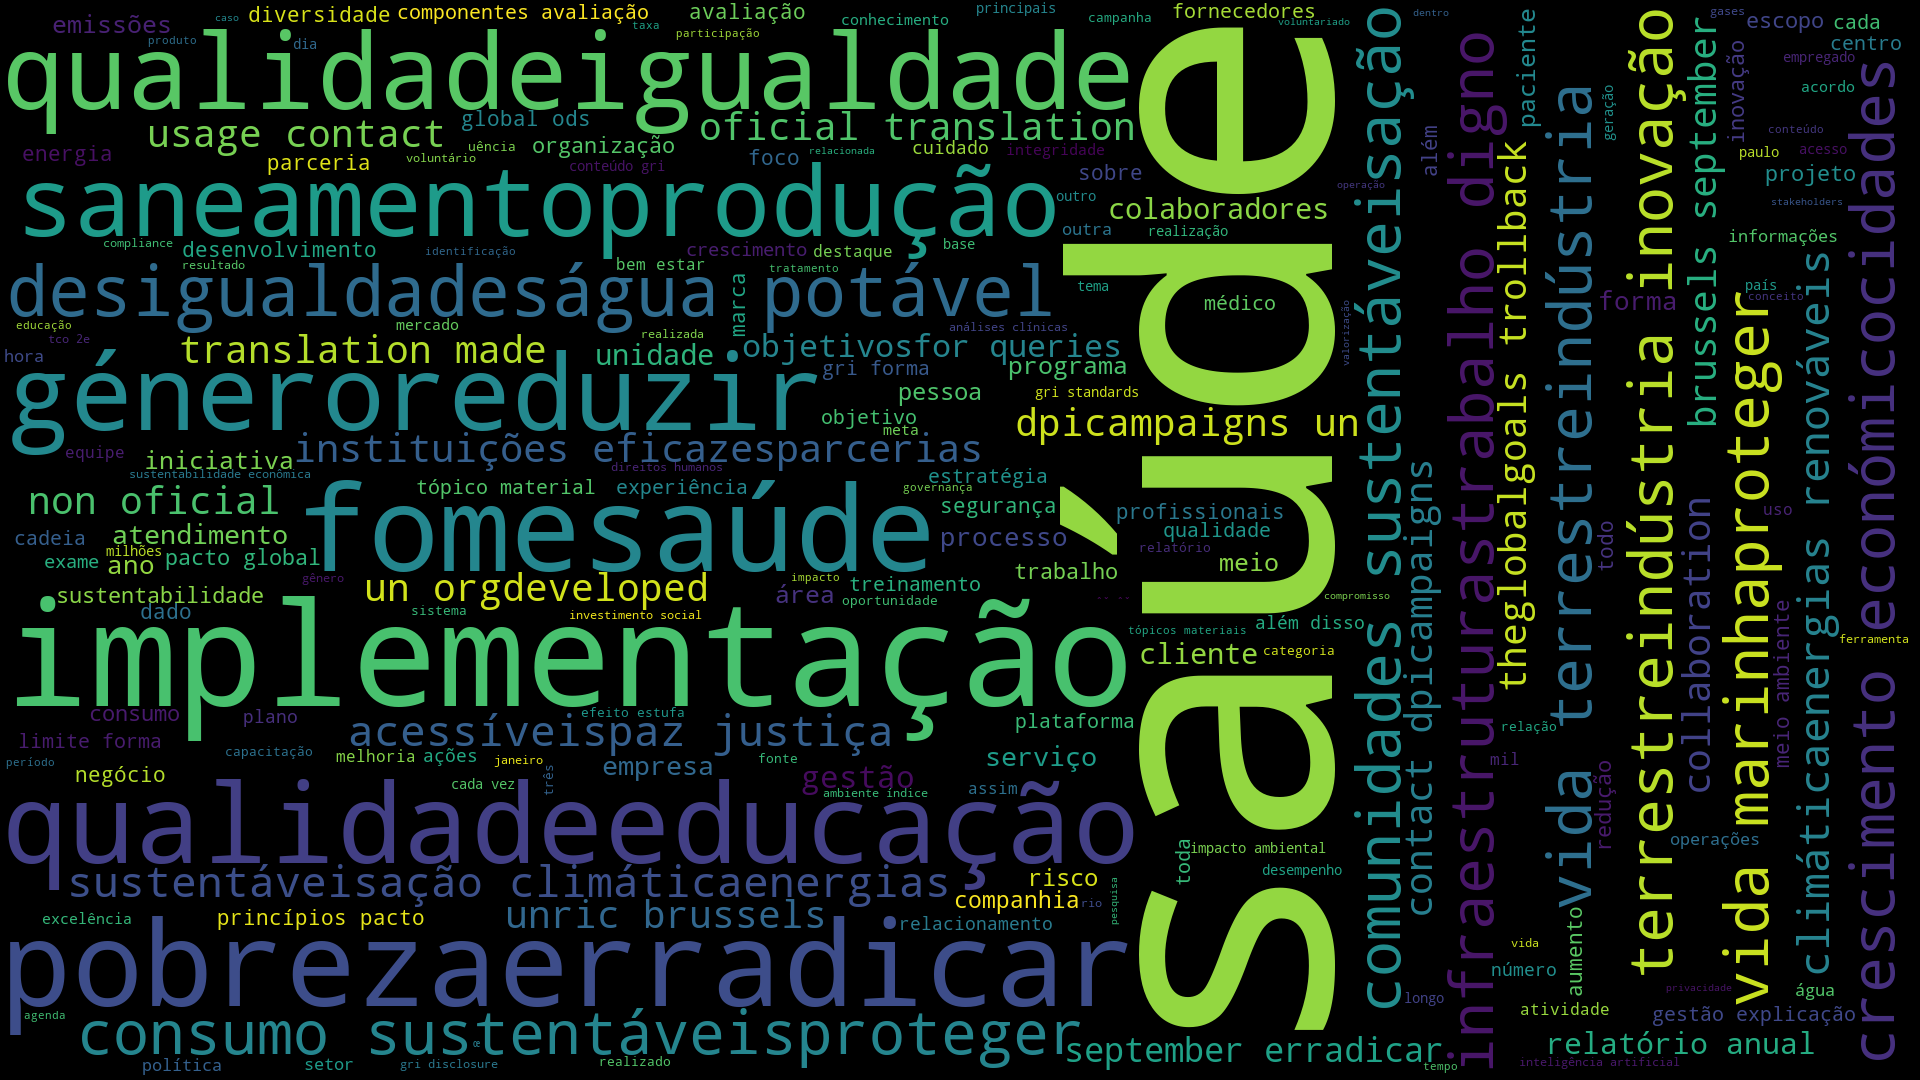 emissões
caso
diversidade
componentes avaliação
taxa
avaliação
conhecimento
principais
campanha
fornecedores
voluntariado
dentro
gases
escopo
cada
produto
dia
participação
centro
qualidadeigualdade
empregado
inovação
acordo
usage contact
global ods
oficial translation
conteúdo
energia
parceria
voluntário
uência
organização
conteúdo gri
foco
relacionada
cuidado
integridade
paulo
acesso
saneamentoprodução
sobre
projeto
operação
outro
colaboradores
stakeholders
compliance
desenvolvimento
identificação
crescimento
destaque
base
outra
realização
informações
resultado
bem estar
tratamento
desigualdadeságua potável
tema
médico
país
conceito
forma
marca
educação
tco 2e
mercado
realizada
análises clínicas
valorização
hora
translation made
unidade
objetivosfor queries
géneroreduzir
gri forma
programa
pessoa
gri standards
objetivo
meta
dpicampaigns un
equipe
iniciativa
instituições eficazesparcerias
sustentabilidade econômica
direitos humanos
estratégia
non oficial
tópico material
experiência
governança
segurança
profissionais
fomesaúde
qualidade
cadeia
atendimento
processo
relatório
exame
milhões
ano
pacto global
meio
gênero
un orgdeveloped
impacto
treinamento
trabalho
sustentabilidade
área
oportunidade
compromisso
dado
sistema
investimento social
implementação
tópicos materiais
além disso
cliente
categoria
ferramenta
consumo
plano
efeito estufa
plataforma
acessíveispaz justiça
relação
limite forma
capacitação
melhoria
ações
janeiro
fonte
serviço
mil
período
negócio
três
empresa
gestão
cada vez
ambiente índice
assim
qualidadeeducação
operações
toda
impacto ambiental
desempenho
sustentáveisação climáticaenergias
risco
companhia
rio
pesquisa
excelência
princípios pacto
unric brussels
relacionamento
pobrezaerradicar
vida
número
longo
privacidade
água
agenda
atividade
gestão explicação
consumo sustentáveisproteger
september erradicar
relatório anual
política
setor
gri disclosure
realizado
tempo
inteligência artificial
saúde
comunidades sustentáveisação
contact dpicampaigns
além
infraestruturastrabalho digno
paciente
theglobalgoals trollback
vida terrestreindústria
geração
todo
redução
aumento
terrestreindústria inovação
brussels september
collaboration
vida marinhaproteger
uso
meio ambiente
climáticaenergias renováveis
crescimento económicocidades